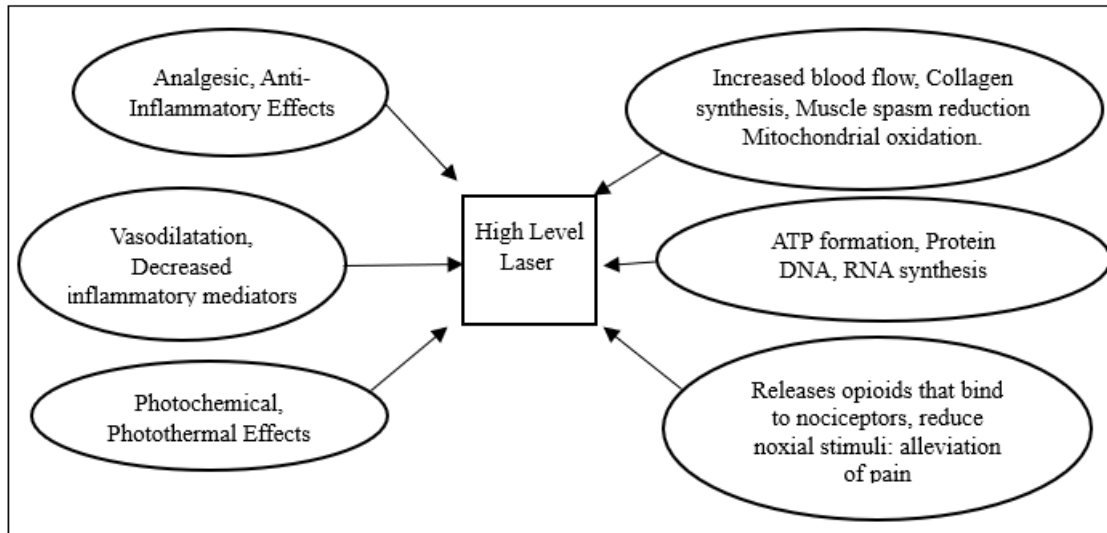 Analgesic, Anti-
Inflammatory Effects
Increased blood flow, Collagen
synthesis, Muscle spasm reduction
Mitochondrial oxidation.
High Level
Laser
Vasodilatation,
Decreased
inflammatory mediators
ATP formation, Protein
DNA, RNA synthesis
Photochemical,
Photothermal Effects
Releases opioids that bind
to nociceptors, reduce
noxial stimuli: alleviation
of pain